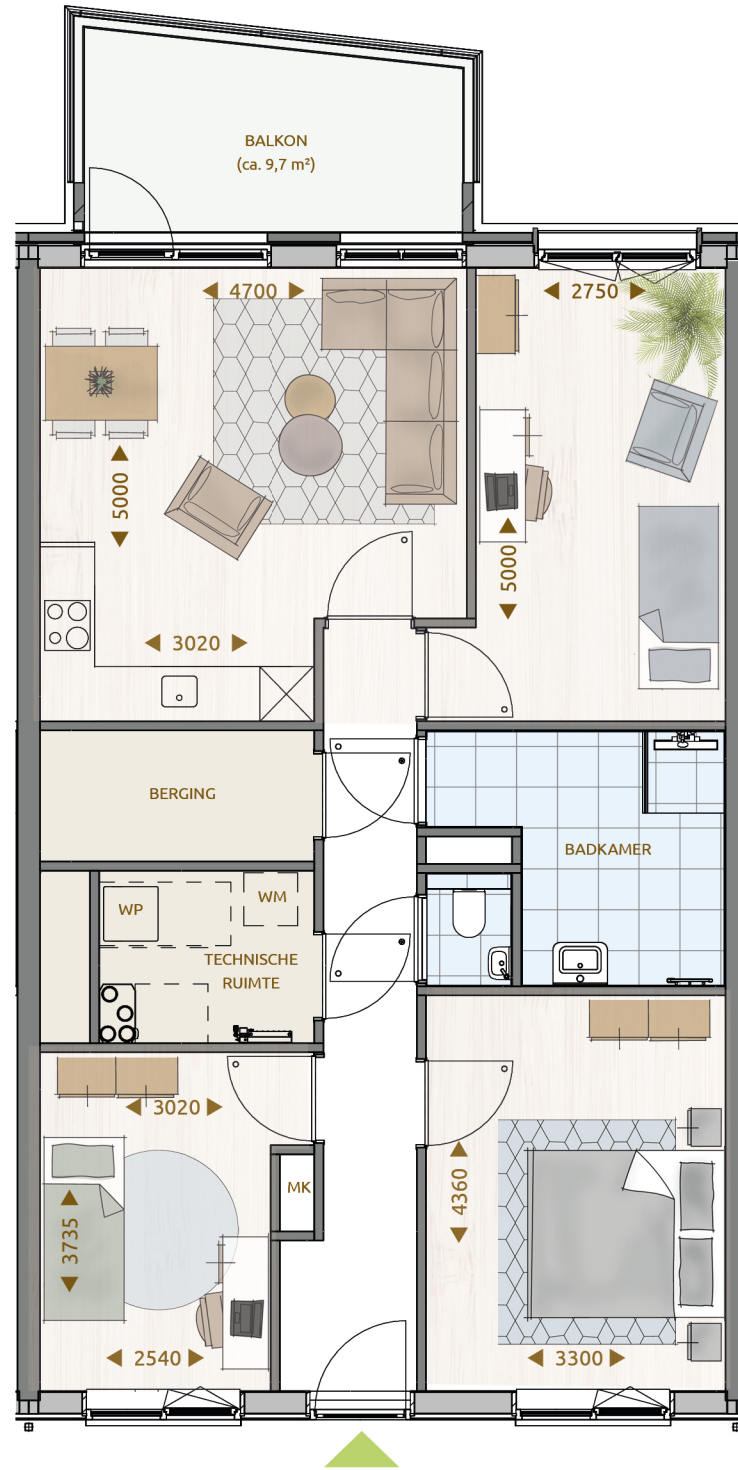 BALKON
(ca. 9,7 m²)
4700
2750
5000
5000
3020
BERGING
BADKAMER
WP
WM
TECHNISCHE
RUIMTE
3020
MK
4360
3735
2540
3300